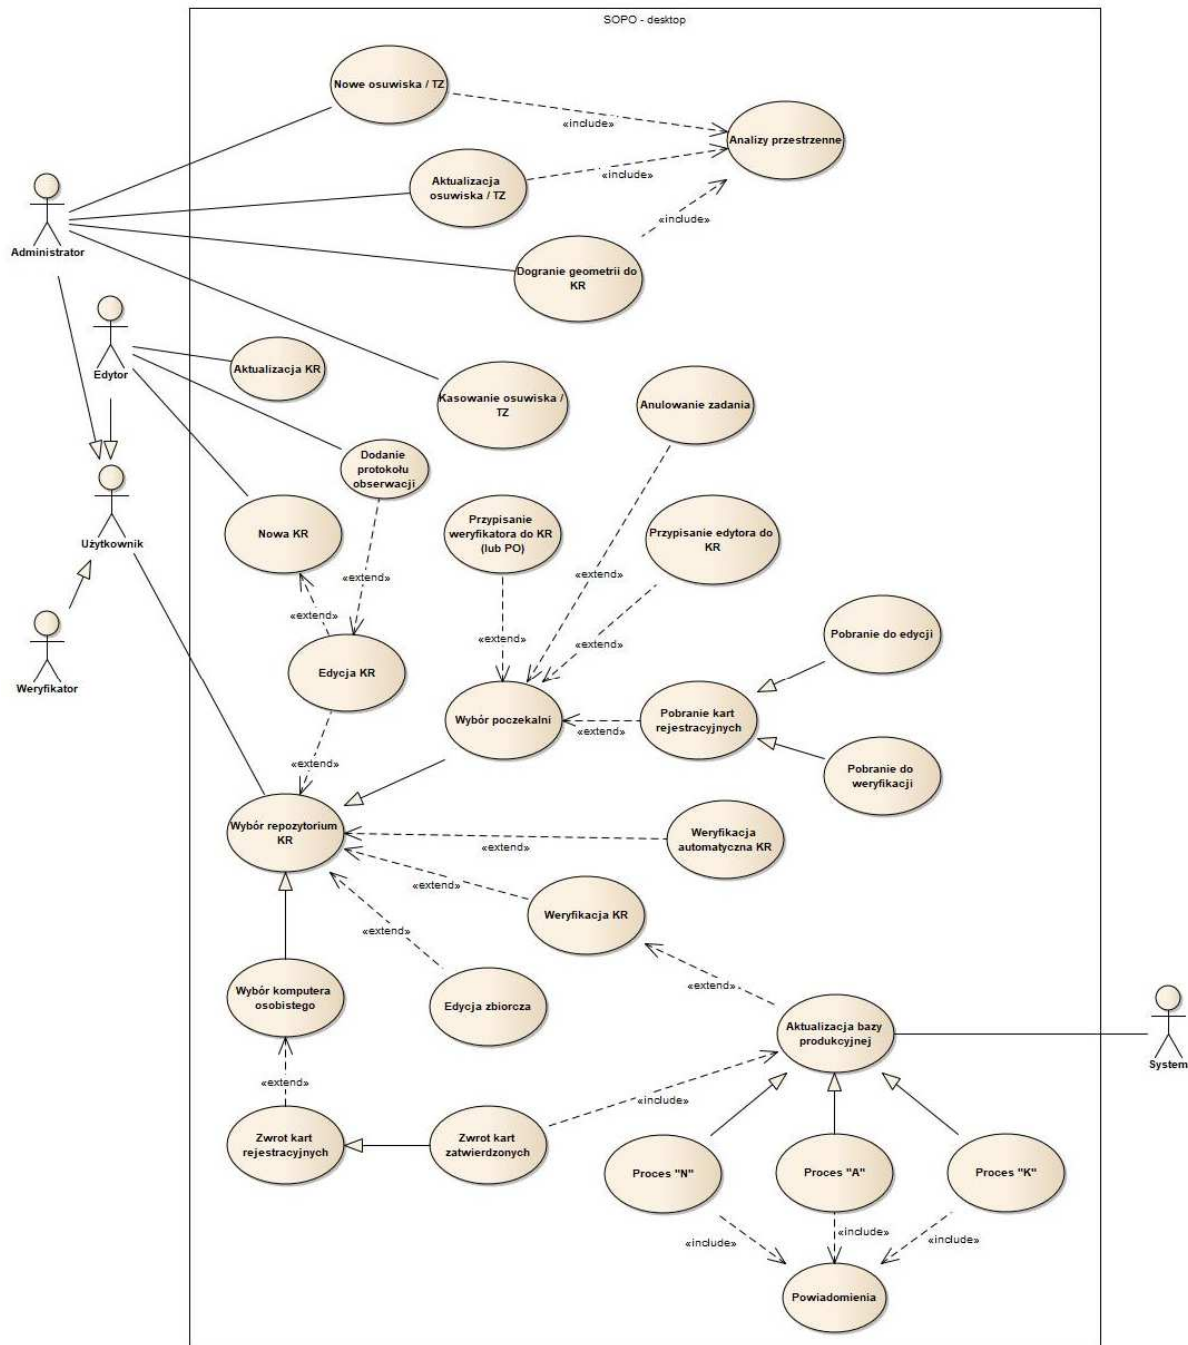 SOPO - desktop
Nowe osuwiska / TZ
«include»
Analizy przestrzenne
Aktualizacja
osuwiska / TZ
«include»
«include»
Administrator
Dogranie geometrii do
KR
Edytor
Aktualizacja KR
Kasowanie osuwiska /
TZ
Anulowanie zadania
Dodanie
protokołu
obserwacji
Użytkownik
Nowa KR
Przypisanie
weryfikatora do KR
(lub PO)
Przypisanie edytora do
KR
«extend»
«extend»
«extend»
«extend»
«extend»
Pobranie do edycji
Weryfikator
Edycja KR
Wybór poczekalni
«extend»
Pobranie kart
rejestracyjnych
«extend»
Pobranie do
weryfikacji
Wybór repozytorium
KR
«extend»
Weryfikacja
automatyczna KR
«extend»
Weryfikacja KR
«extend»
Wybór komputera
osobistego
Edycja zbiorcza
«extend»
Aktualizacja bazy
produkcyjnej
System
«extend»
«include»
Zwrot kart
rejestracyjnych
Zwrot kart
zatwierdzonych
Proces "N"
Proces "A"
Proces "K"
«include»
«include»
«include»
Powiadomienia